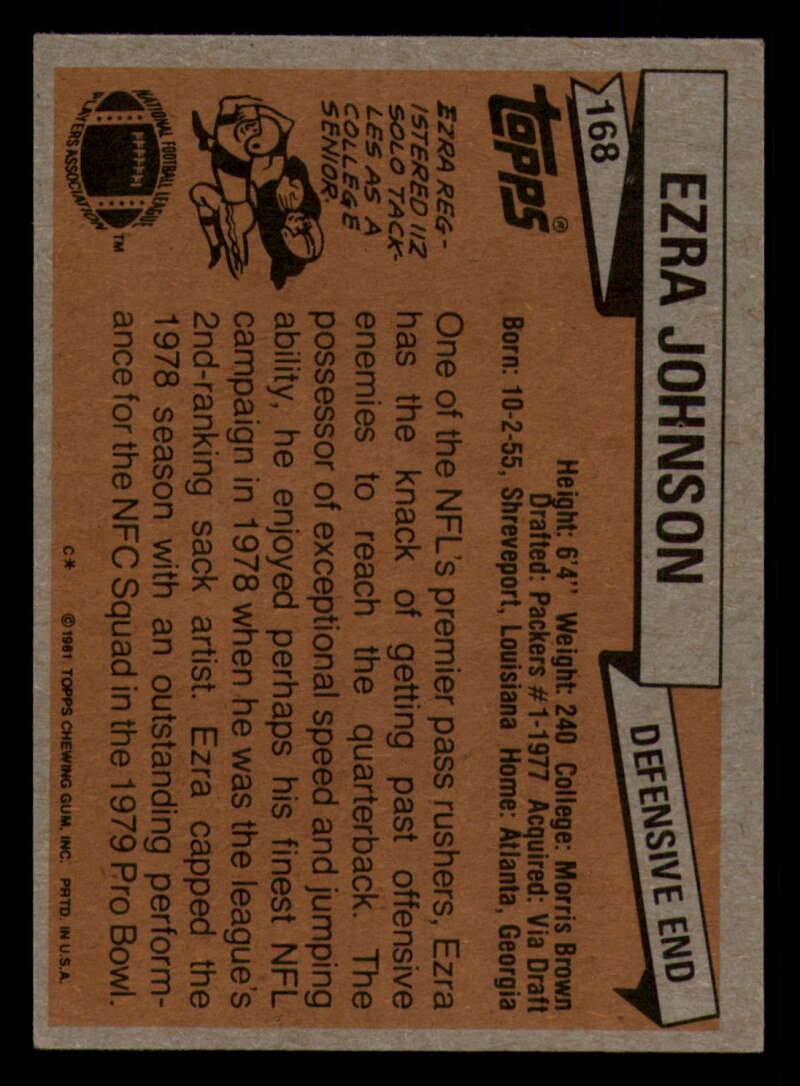 168
EZRA JOHNSON
DEFENSIVE END
topps®
Height: 6'4" Weight: 240 College: Morris Brown
Drafted: Packers #1-1977 Acquired: Via Draft
Born: 10-2-55, Shreveport, Louisiana Home: Atlanta, Georgia
EZRA REG-
ISTERED 112
SOLO TACK-
LES AS A
COLLEGE
SENIOR.
One of the NFL's premier pass rushers, Ezra
has the knack of getting past offensive
enemies to reach the quarterback. The
possessor of exceptional speed and jumping
ability, he enjoyed perhaps his finest NFL
campaign in 1978 when he was the league's
2nd-ranking sack artist. Ezra capped the
1978 season with an outstanding perform-
ance for the NFC Squad in the 1979 Pro Bowl.
NATIONAL FOOTBALL LEAGUE
PLAYERS ASSOCIATION
TM
C* ©1981 TOPPS CHEWING GUM, INC. PRTD. IN U.S.A.